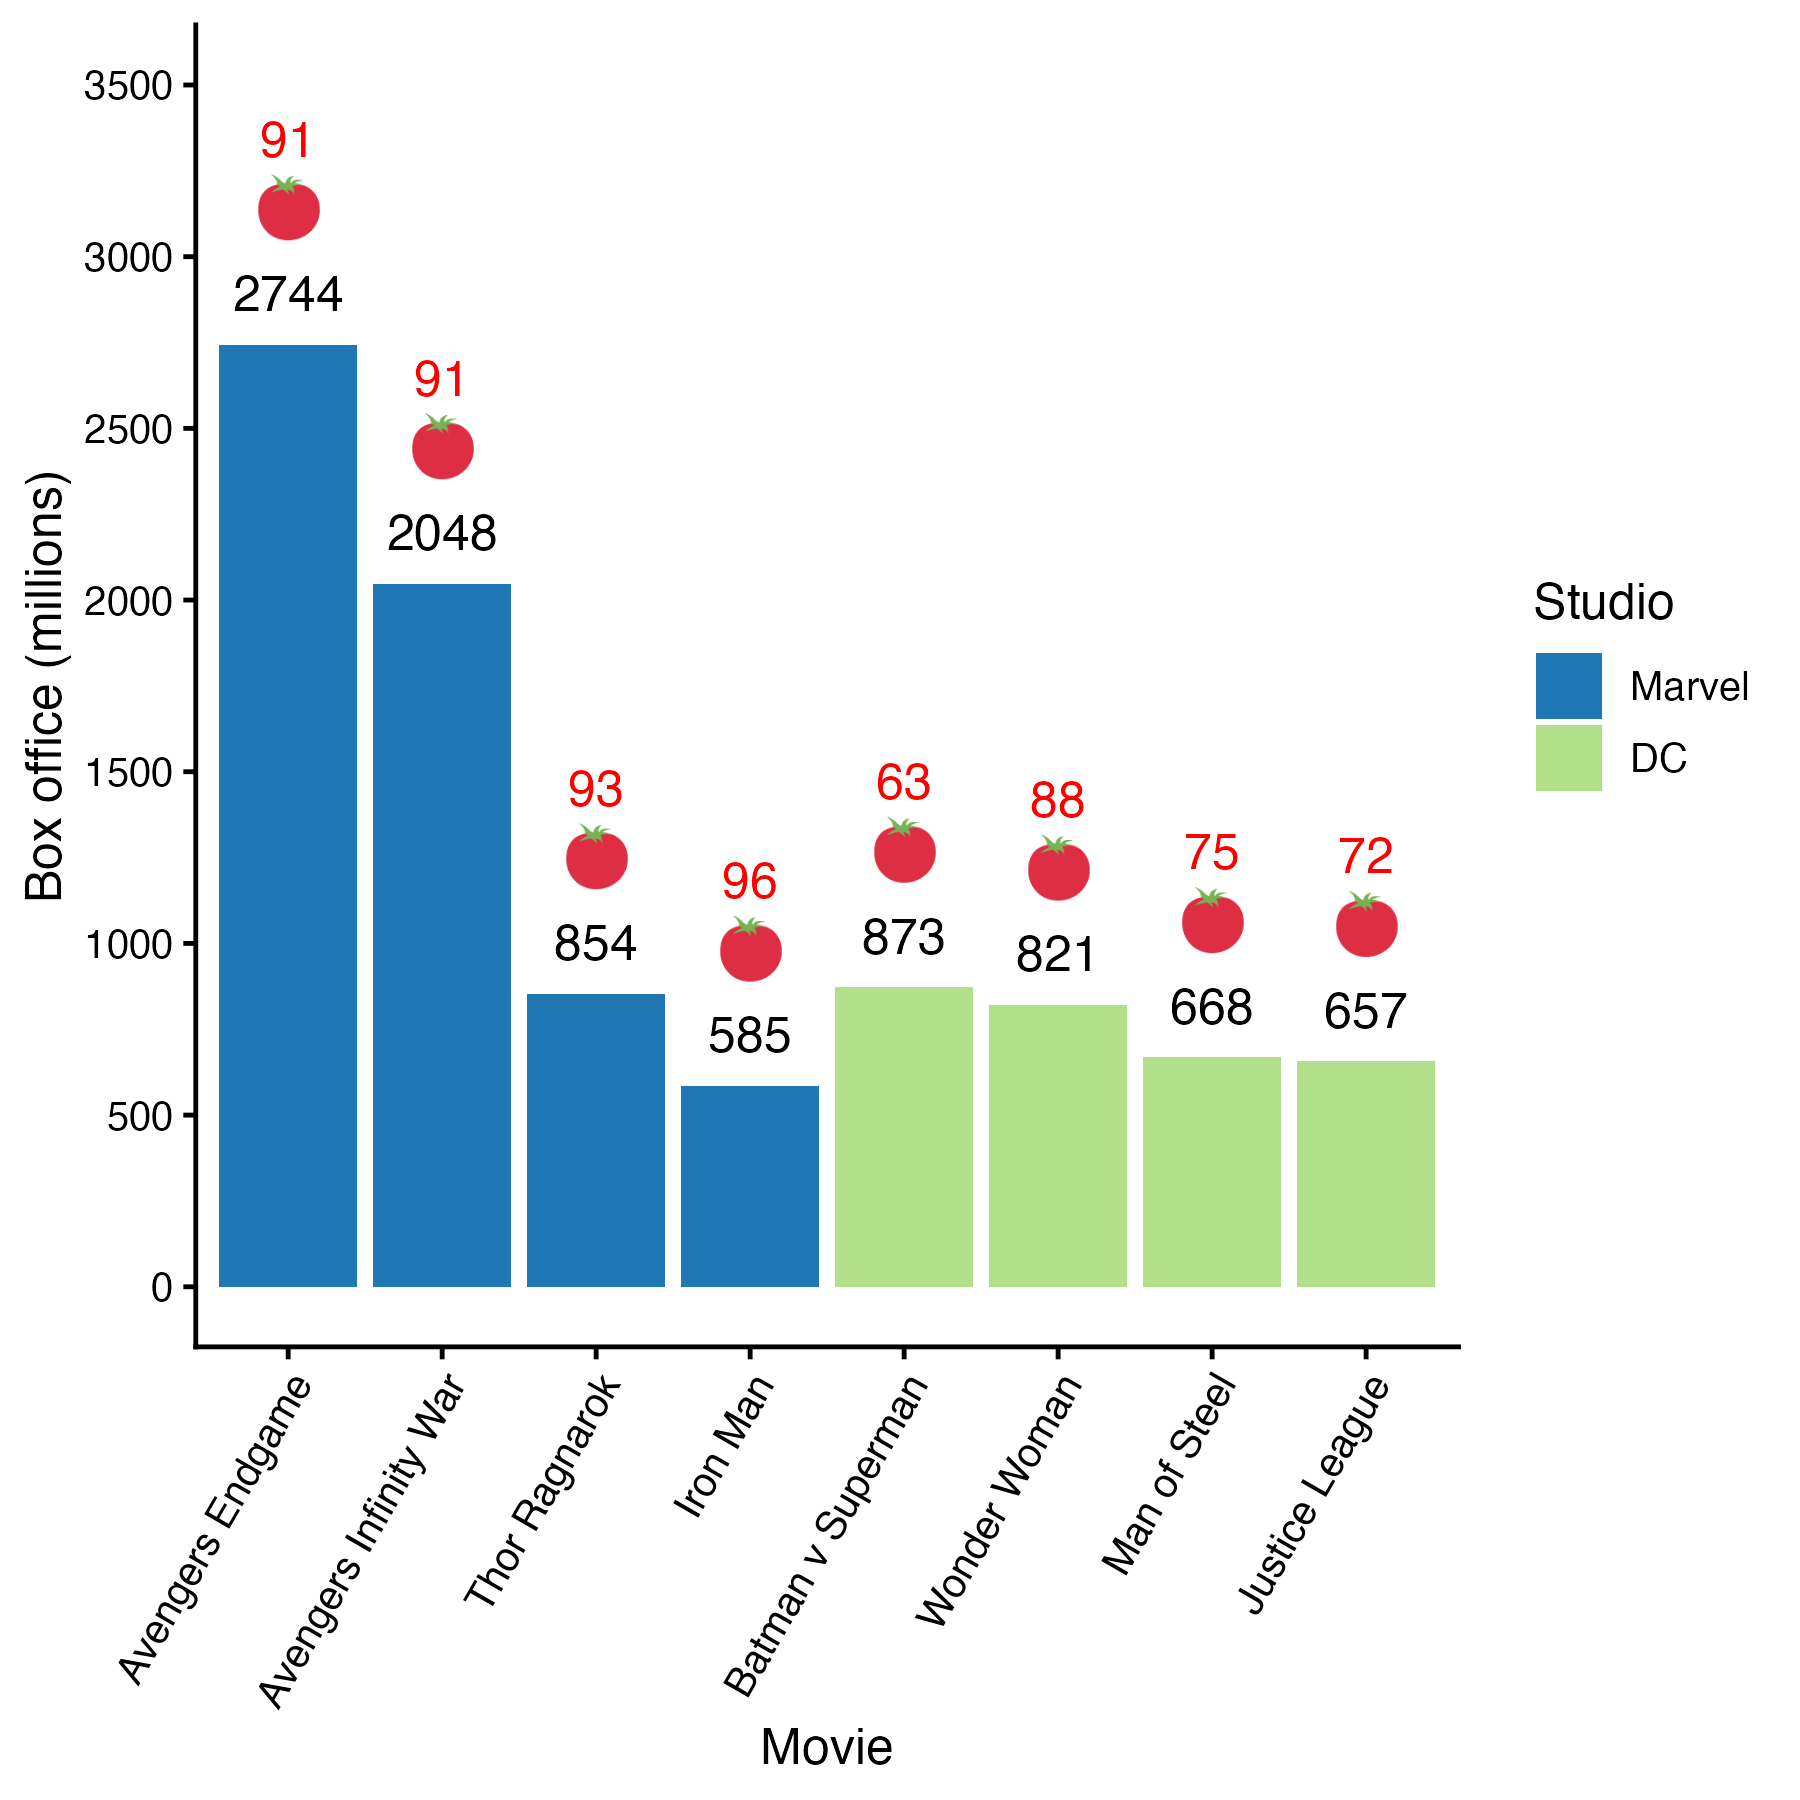 3500
3000
2500
2000
1500
1000
500
0
Box office (millions)
91
2744
91
2048
93
854
96
585
63
873
88
821
75
668
72
657
Avengers Endgame
Avengers Infinity War
Thor Ragnarok
Iron Man
Batman v Superman
Wonder Woman
Man of Steel
Justice League
Movie
Studio
Marvel
DC